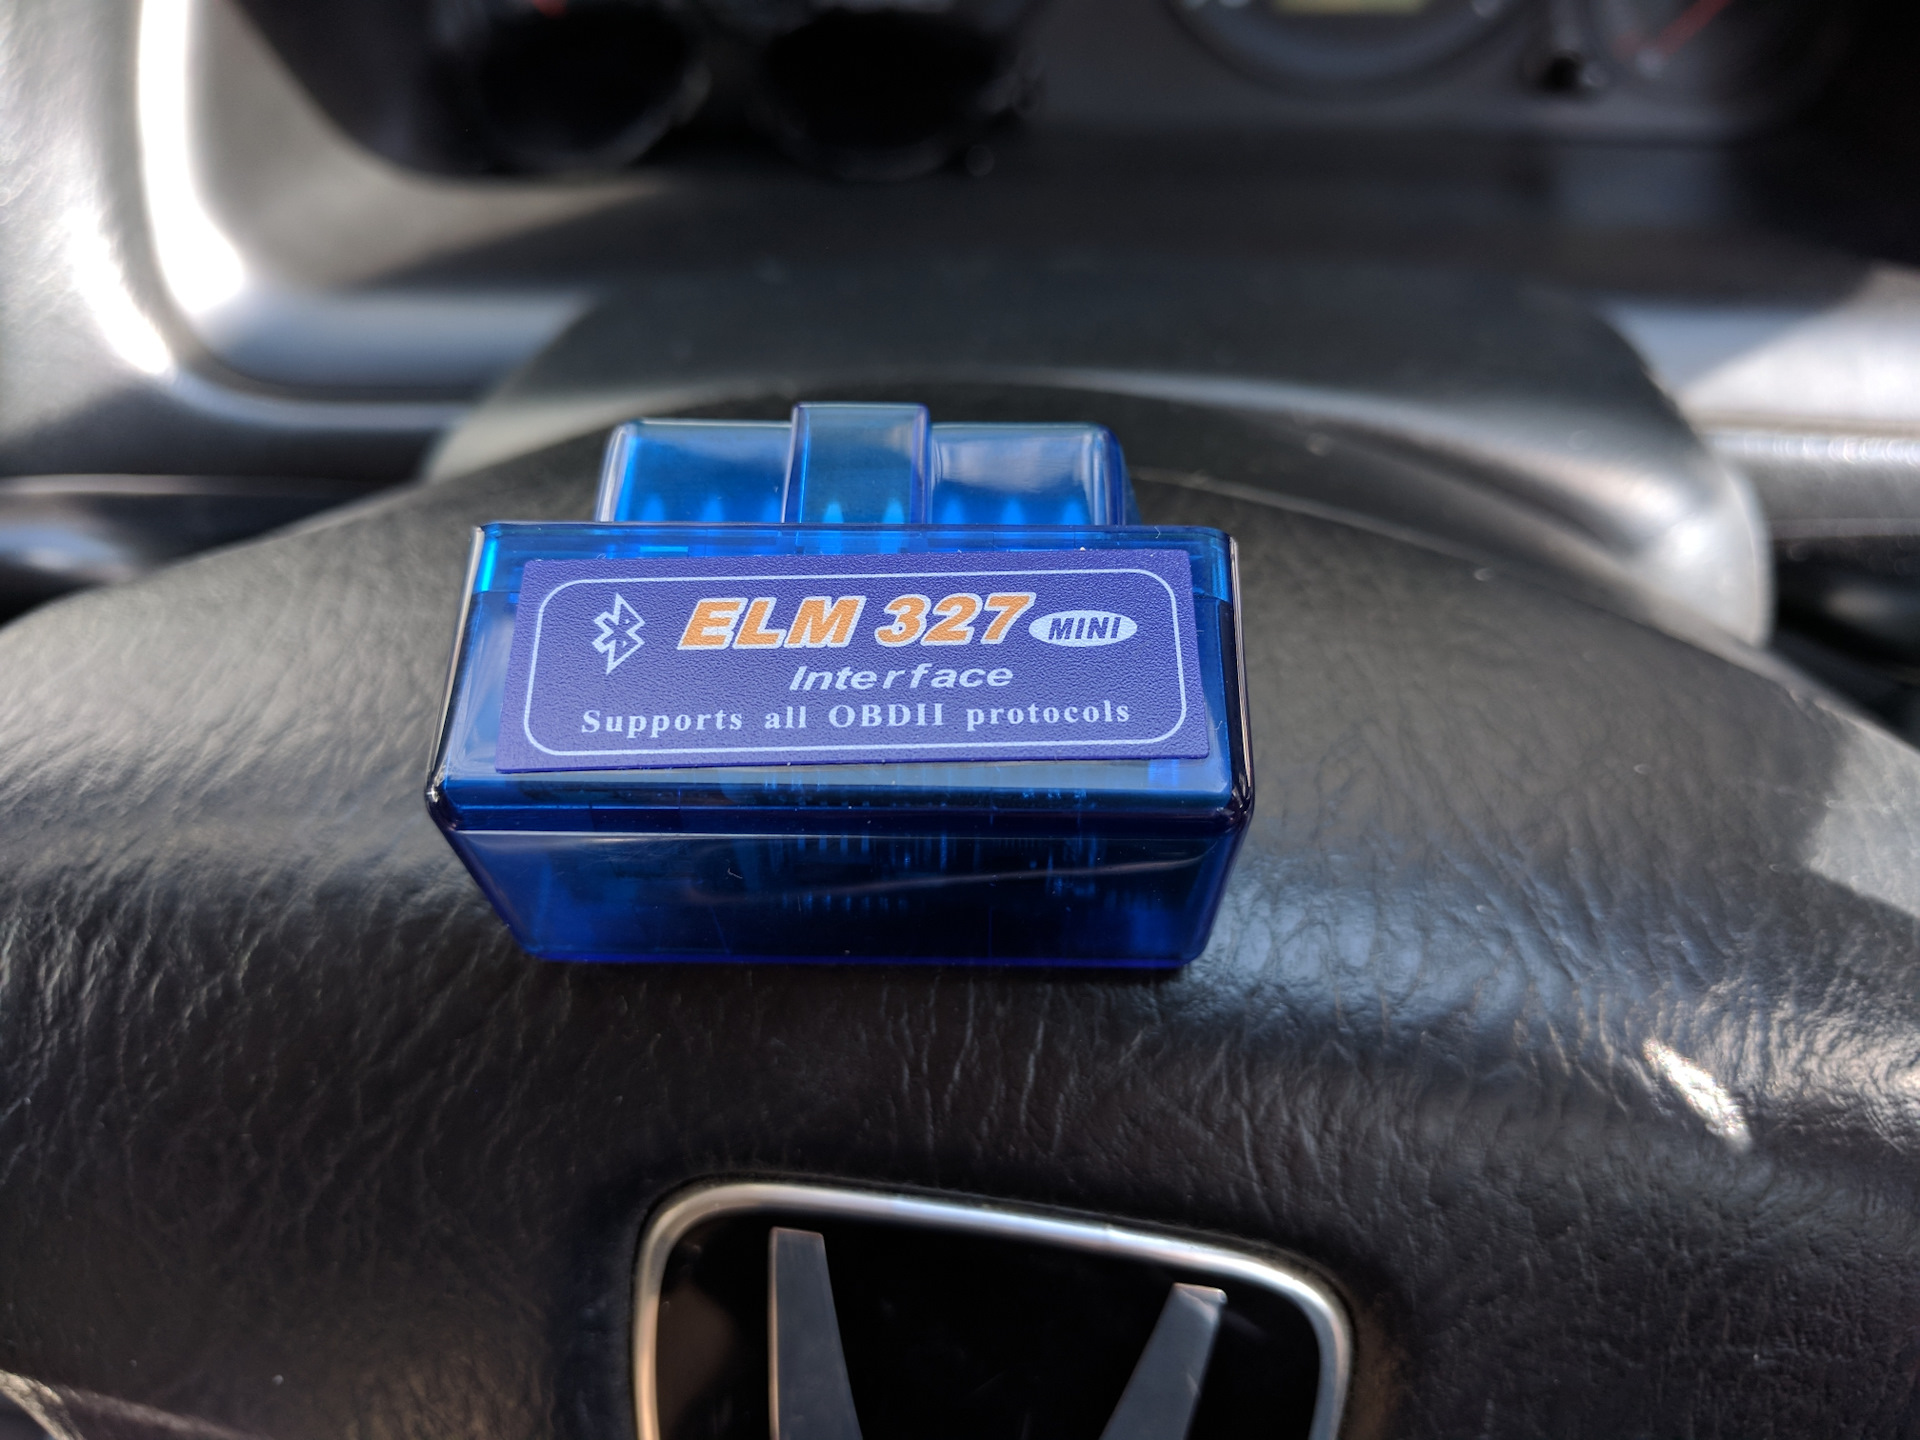 ELM 327 MINI
Interface
Supports all OBDII protocols